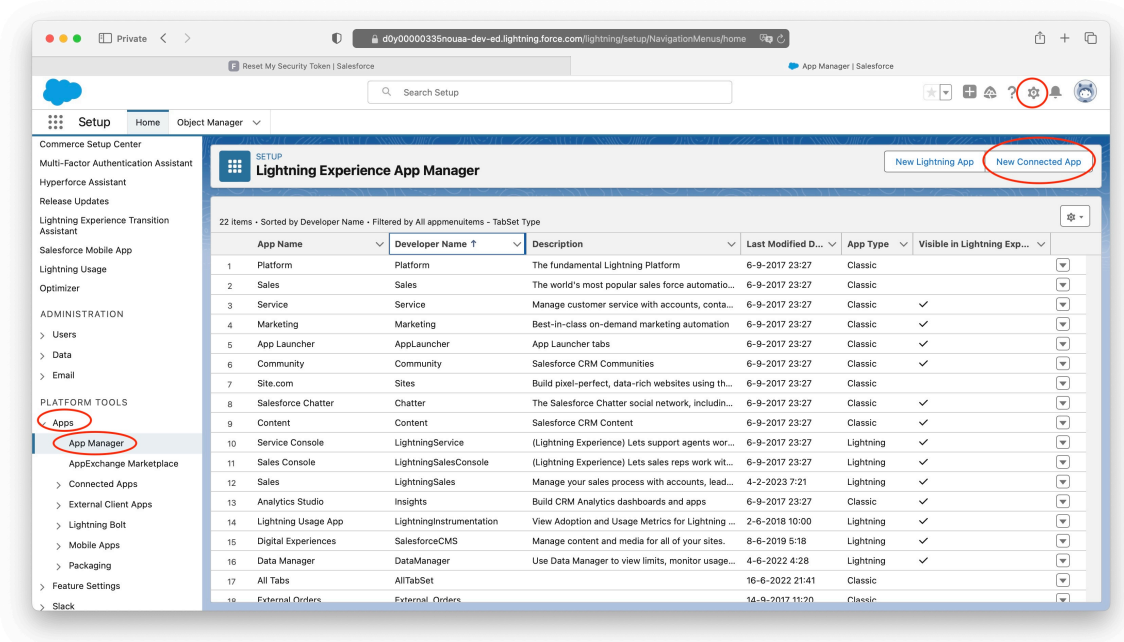 Private
d0y00000335nouaa-dev-ed.lightning.force.com/lightning/setup/NavigationMenus/home
F Reset My Security Token | Salesforce
App Manager | Salesforce
Search Setup
Setup
Home
Object Manager
Commerce Setup Center
Multi-Factor Authentication Assistant
Hyperforce Assistant
Release Updates
Lightning Experience Transition
Assistant
Salesforce Mobile App
Lightning Usage
Optimizer
ADMINISTRATION
Users
Data
Email
PLATFORM TOOLS
Apps
App Manager
AppExchange Marketplace
Connected Apps
External Client Apps
Lightning Bolt
Mobile Apps
Packaging
Feature Settings
Slack
SETUP
Lightning Experience App Manager
New Lightning App
New Connected App
22 items • Sorted by Developer Name • Filtered by All appmenuitems - TabSet Type
App Name Developer Name ↑ Description Last Modified D... App Type Visible in Lightning Exp...
1 Platform Platform The fundamental Lightning Platform 6-9-2017 23:27 Classic
2 Sales Sales The world's most popular sales force automatio... 6-9-2017 23:27 Classic
3 Service Service Manage customer service with accounts, conta... 6-9-2017 23:27 Classic
4 Marketing Marketing Best-in-class on-demand marketing automation 6-9-2017 23:27 Classic
5 App Launcher AppLauncher App Launcher tabs 6-9-2017 23:27 Classic
6 Community Community Salesforce CRM Communities 6-9-2017 23:27 Classic
7 Site.com Sites Build pixel-perfect, data-rich websites using th... 6-9-2017 23:27 Classic
8 Salesforce Chatter Chatter The Salesforce Chatter social network, includin... 6-9-2017 23:27 Classic
9 Content Content Salesforce CRM Content 6-9-2017 23:27 Classic
10 Service Console LightningService (Lightning Experience) Lets support agents wor... 6-9-2017 23:27 Lightning
11 Sales Console LightningSalesConsole (Lightning Experience) Lets sales reps work wit... 6-9-2017 23:27 Lightning
12 Sales LightningSales Manage your sales process with accounts, lead... 4-2-2023 7:21 Lightning
13 Analytics Studio Insights Build CRM Analytics dashboards and apps 6-9-2017 23:27 Classic
14 Lightning Usage App LightningInstrumentation View Adoption and Usage Metrics for Lightning ... 2-6-2018 10:00 Lightning
15 Digital Experiences SalesforceCMS Manage content and media for all of your sites. 8-6-2019 5:18 Lightning
16 Data Manager DataManager Use Data Manager to view limits, monitor usage... 4-6-2022 4:28 Lightning
17 All Tabs AllTabSet 16-6-2022 21:41 Classic
18 External Orders External_Orders 14-9-2017 11:20 Classic